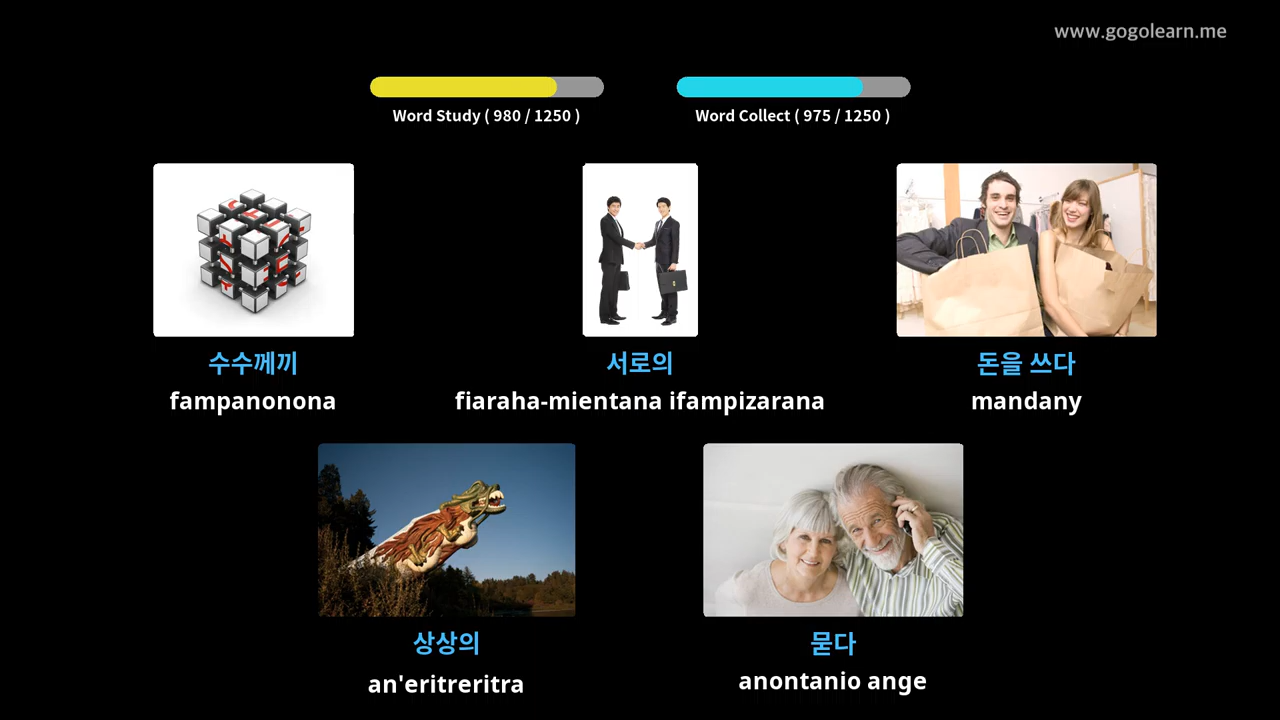 www.gogolearn.me
Word Study ( 980 / 1250 )
Word Collect ( 975 / 1250 )
수수께끼
서로의
돈을 쓰다
fampanonona
fiaraha-mientana ifampizarana
mandany
상상의
묻다
an'eritreritra
anontanio ange